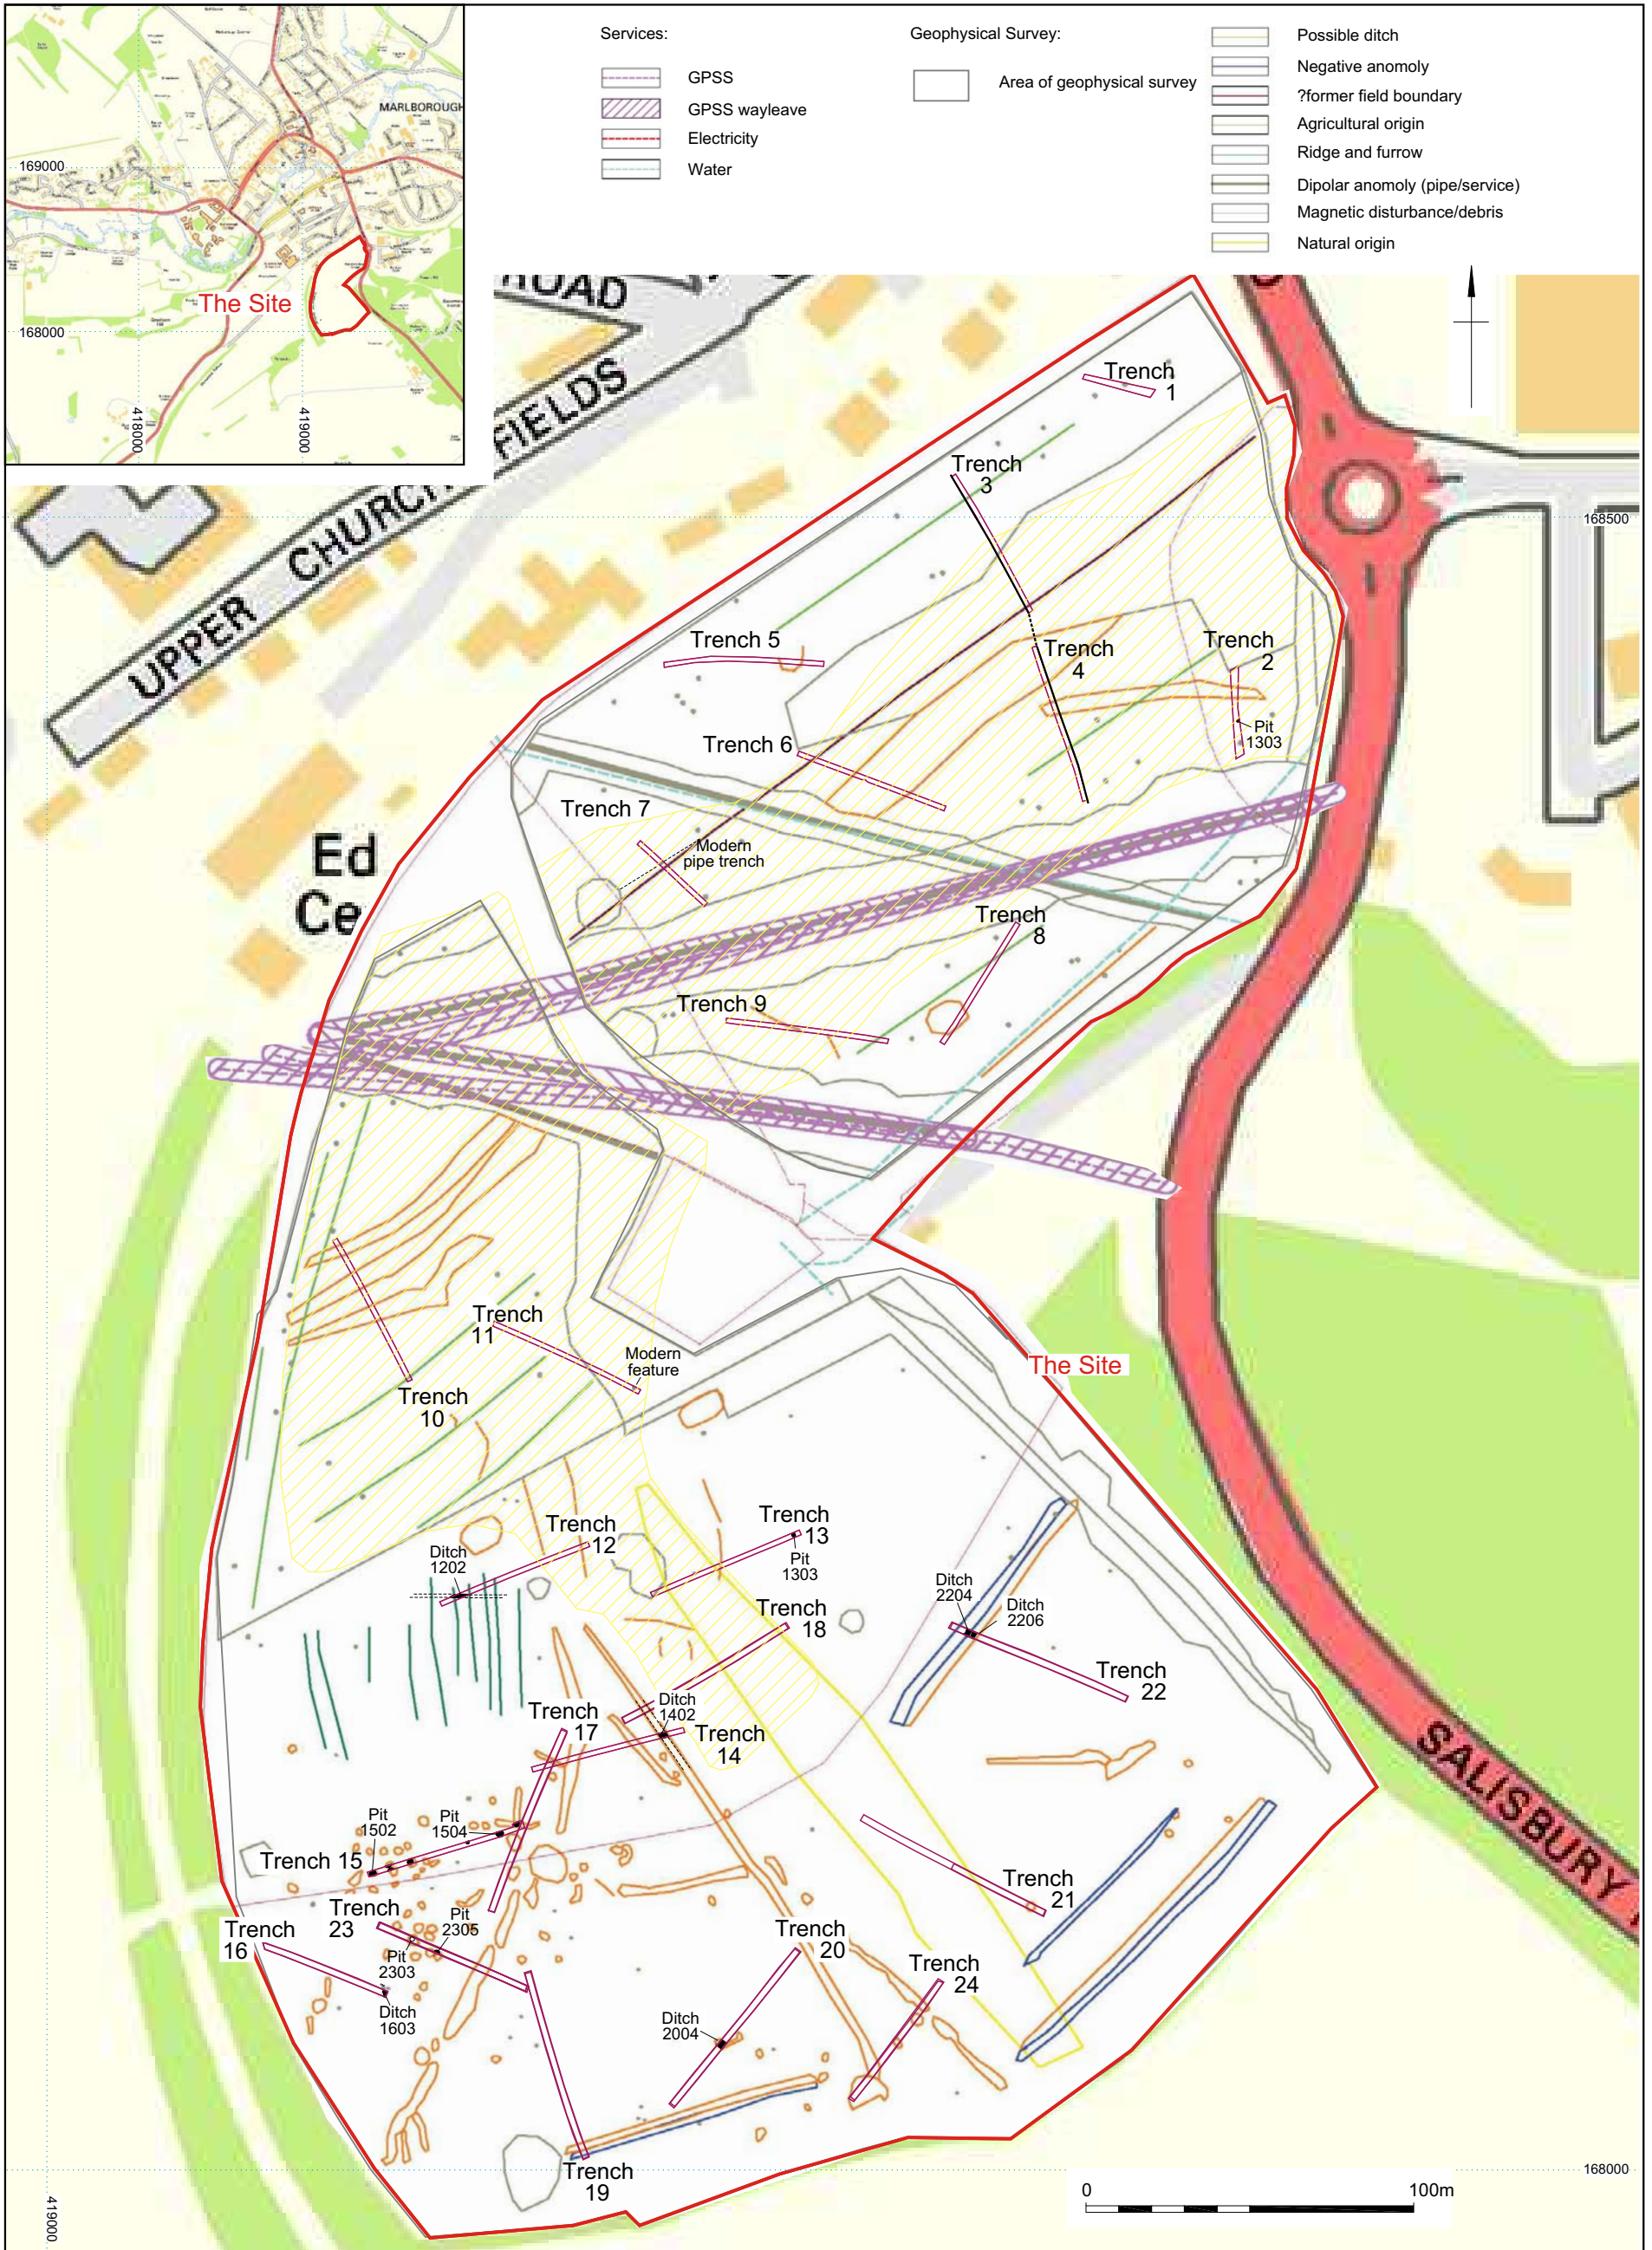 MARLBOROUGH
169000
The Site
168000
418000
419000
Services:
GPSS
GPSS wayleave
Electricity
Water
Geophysical Survey:
Area of geophysical survey
Possible ditch
Negative anomoly
?former field boundary
Agricultural origin
Ridge and furrow
Dipolar anomoly (pipe/service)
Magnetic disturbance/debris
Natural origin
ROAD
UPPER CHURCH FIELDS
Trench
1
Trench
3
168500
Trench 5
Trench
4
Trench
2
Pit
1303
Trench 6
Trench 7
Modern
pipe trench
Ed
Ce
Trench
8
Trench 9
Trench
11
Modern
feature
The Site
Trench
10
Trench
12
Trench
13
Pit
1303
Ditch
1202
Ditch
2204
Ditch
2206
Trench
18
Trench
22
Ditch
1402
Trench
17
Trench
14
SALISBURY
Pit
1502
Pit
1504
Trench 15
Trench
21
Trench
23
Pit
2305
Trench
16
Pit
2303
Ditch
1603
Trench
20
Trench
24
Ditch
2004
Trench
19
168000
419000
0
100m